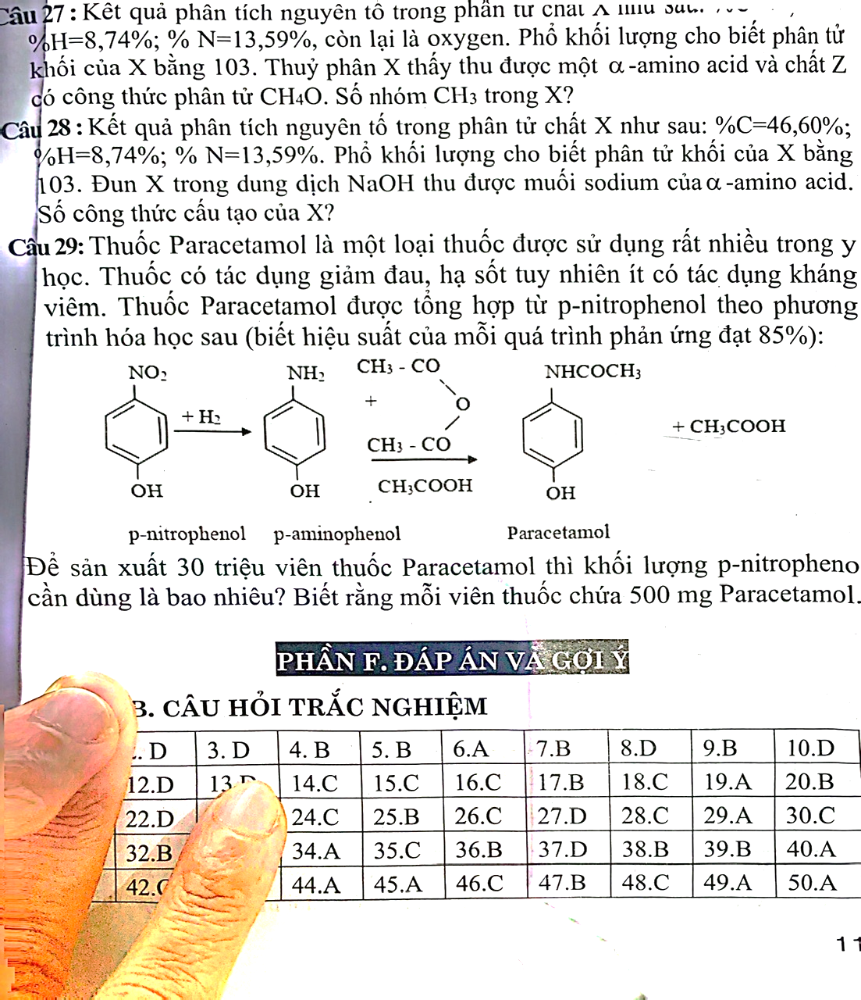 Câu 27 : Kết quả phân tích nguyên tố trong phân tử chất X như sau:
%H=8,74%; % N=13,59%, còn lại là oxygen. Phổ khối lượng cho biết phân tử
khối của X bằng 103. Thuỷ phân X thấy thu được một α -amino acid và chất Z
có công thức phân tử CH4O. Số nhóm CH3 trong X?
Câu 28 : Kết quả phân tích nguyên tố trong phân tử chất X như sau: %C=46,60%;
%H=8,74%; % N=13,59%. Phổ khối lượng cho biết phân tử khối của X bằng
103. Đun X trong dung dịch NaOH thu được muối sodium của α -amino acid.
Số công thức cấu tạo của X?
Câu 29: Thuốc Paracetamol là một loại thuốc được sử dụng rất nhiều trong y
học. Thuốc có tác dụng giảm đau, hạ sốt tuy nhiên ít có tác dụng kháng
viêm. Thuốc Paracetamol được tổng hợp từ p-nitrophenol theo phương
trình hóa học sau (biết hiệu suất của mỗi quá trình phản ứng đạt 85%):
NO2 NH2 CH3 - CO NHCOCH3
+ H2 + O + CH3COOH
CH3 - CO
OH OH CH3COOH OH
p-nitrophenol p-aminophenol Paracetamol
Để sản xuất 30 triệu viên thuốc Paracetamol thì khối lượng p-nitropheno
cần dùng là bao nhiêu? Biết rằng mỗi viên thuốc chứa 500 mg Paracetamol.
PHẦN F. ĐÁP ÁN VÀ GỢI Ý
B. CÂU HỎI TRẮC NGHIỆM
. D 3. D 4. B 5. B 6.A 7.B 8.D 9.B 10.D
12.D 13.D 14.C 15.C 16.C 17.B 18.C 19.A 20.B
22.D 24.C 25.B 26.C 27.D 28.C 29.A 30.C
32.B 34.A 35.C 36.B 37.D 38.B 39.B 40.A
42.C 44.A 45.A 46.C 47.B 48.C 49.A 50.A
11